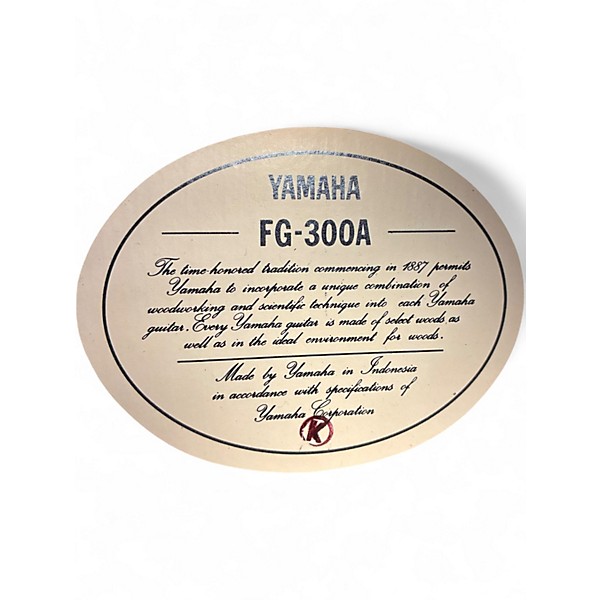 YAMAHA
FG-300A
The time-honored tradition commencing in 1887 permits
Yamaha to incorporate a unique combination of
woodworking and scientific technique into each Yamaha
guitar. Every Yamaha guitar is made of select woods as
well as in the ideal environment for woods.
Made by Yamaha in Indonesia
in accordance with specifications of
Yamaha Corporation
K